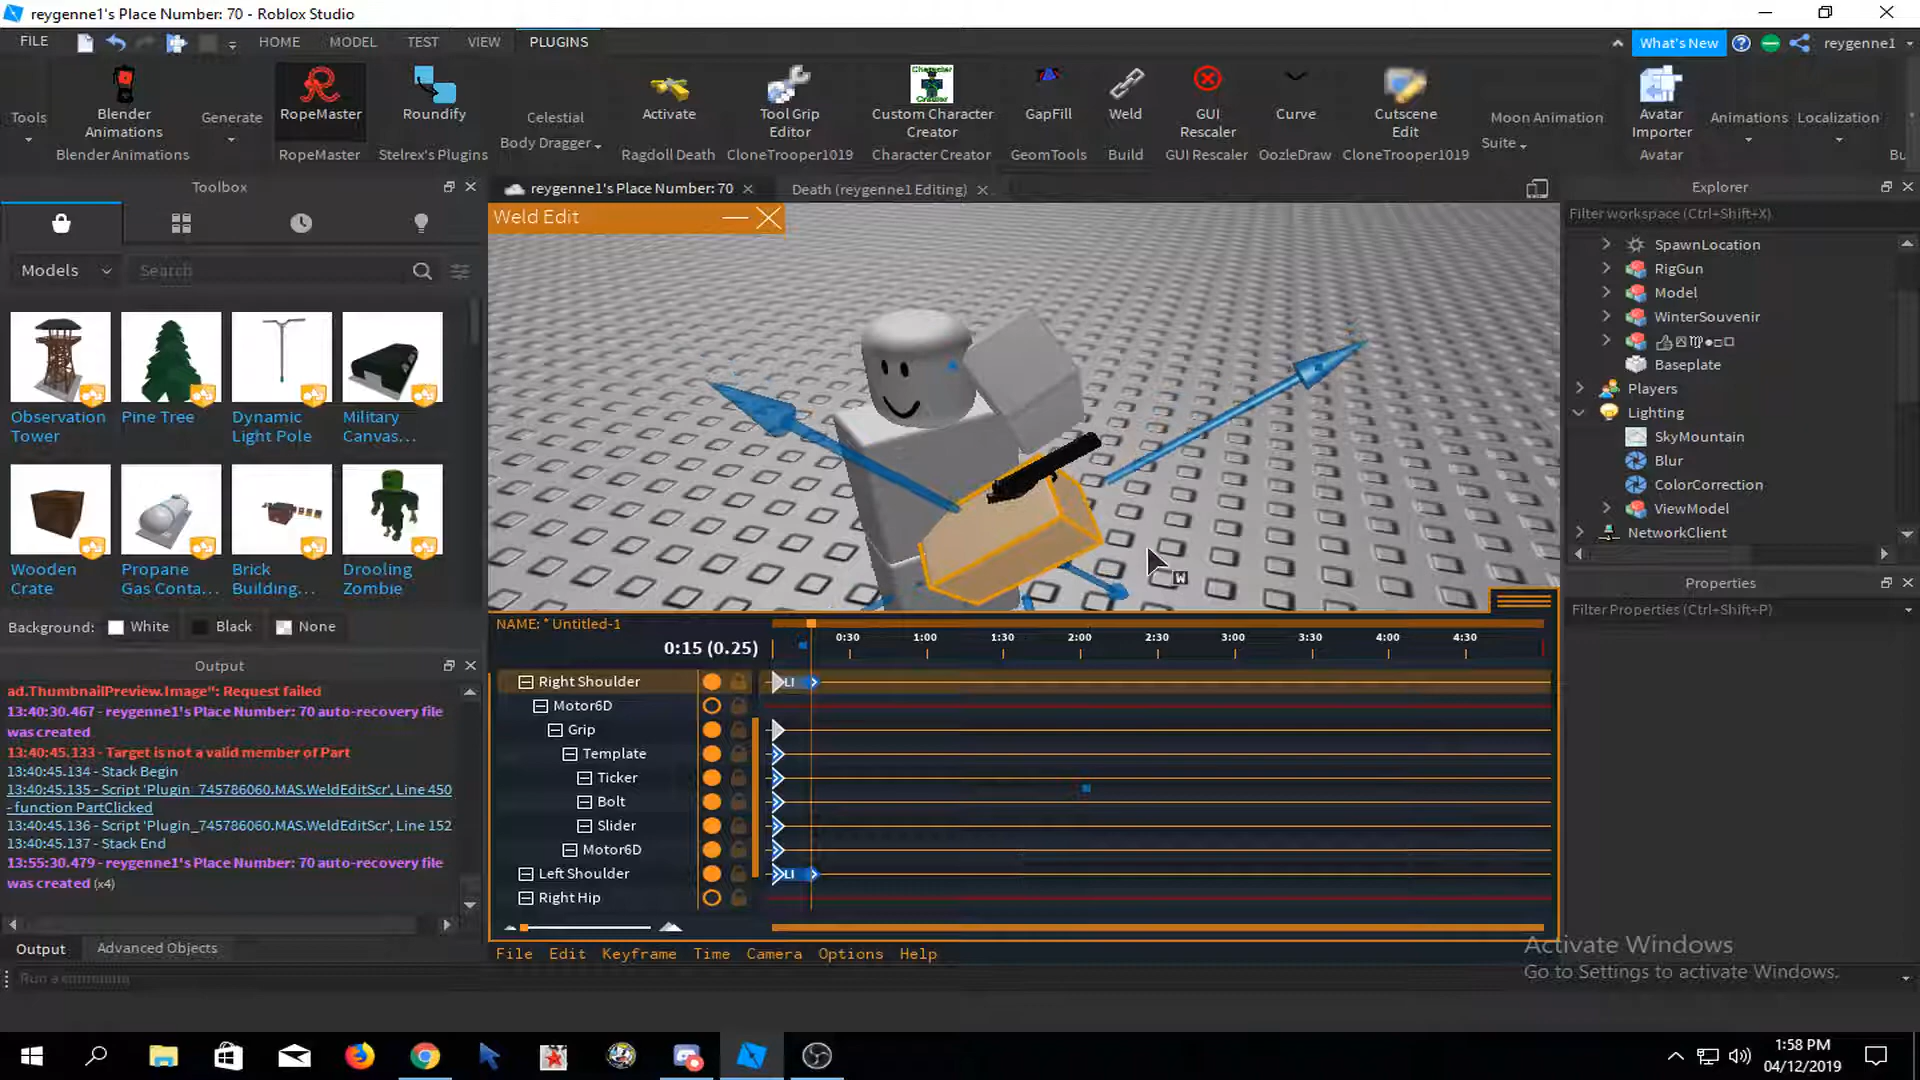 reygenne1's Place Number: 70 - Roblox Studio
FILE
HOME
MODEL
TEST
VIEW
PLUGINS
What's New
reygenne1
Tools
Blender Animations
Blender Animations
Generate
RopeMaster
RopeMaster
Roundify
Stelrex's Plugins
Celestial
Body Dragger
Activate
Ragdoll Death
Tool Grip Editor
CloneTrooper1019
Character
Creator
Custom Character Creator
Character Creator
GapFill
GeomTools
Weld
Build
GUI Rescaler
GUI Rescaler
Curve
OozleDraw
Cutscene Edit
CloneTrooper1019
Moon Animation
Suite
Avatar Importer
Avatar
Animations
Localization
Bu
Toolbox
reygenne1's Place Number: 70
Death (reygenne1 Editing)
Explorer
Weld Edit
Filter workspace (Ctrl+Shift+X)
Models
Search
Observation Tower
Pine Tree
Dynamic Light Pole
Military Canvas...
Wooden Crate
Propane Gas Conta...
Brick Building...
Drooling Zombie
Background:
White
Black
None
SpawnLocation
RigGun
Model
WinterSouvenir
Baseplate
Players
Lighting
SkyMountain
Blur
ColorCorrection
ViewModel
NetworkClient
Properties
Filter Properties (Ctrl+Shift+P)
Output
ad.ThumbnailPreview.Image": Request failed
13:40:30.467 - reygenne1's Place Number: 70 auto-recovery file
was created
13:40:45.133 - Target is not a valid member of Part
13:40:45.134 - Stack Begin
13:40:45.135 - Script 'Plugin_745786060.MAS.WeldEditScr', Line 450
- function PartClicked
13:40:45.136 - Script 'Plugin_745786060.MAS.WeldEditScr', Line 152
13:40:45.137 - Stack End
13:55:30.479 - reygenne1's Place Number: 70 auto-recovery file
was created (x4)
Output
Advanced Objects
Run a command
W
NAME: * Untitled-1
0:15 (0.25)
0:30
1:00
1:30
2:00
2:30
3:00
3:30
4:00
4:30
Right Shoulder
LI
Motor6D
Grip
Template
Ticker
Bolt
Slider
Motor6D
Left Shoulder
LI
Right Hip
File
Edit
Keyframe
Time
Camera
Options
Help
Activate Windows
Go to Settings to activate Windows.
1:58 PM
04/12/2019